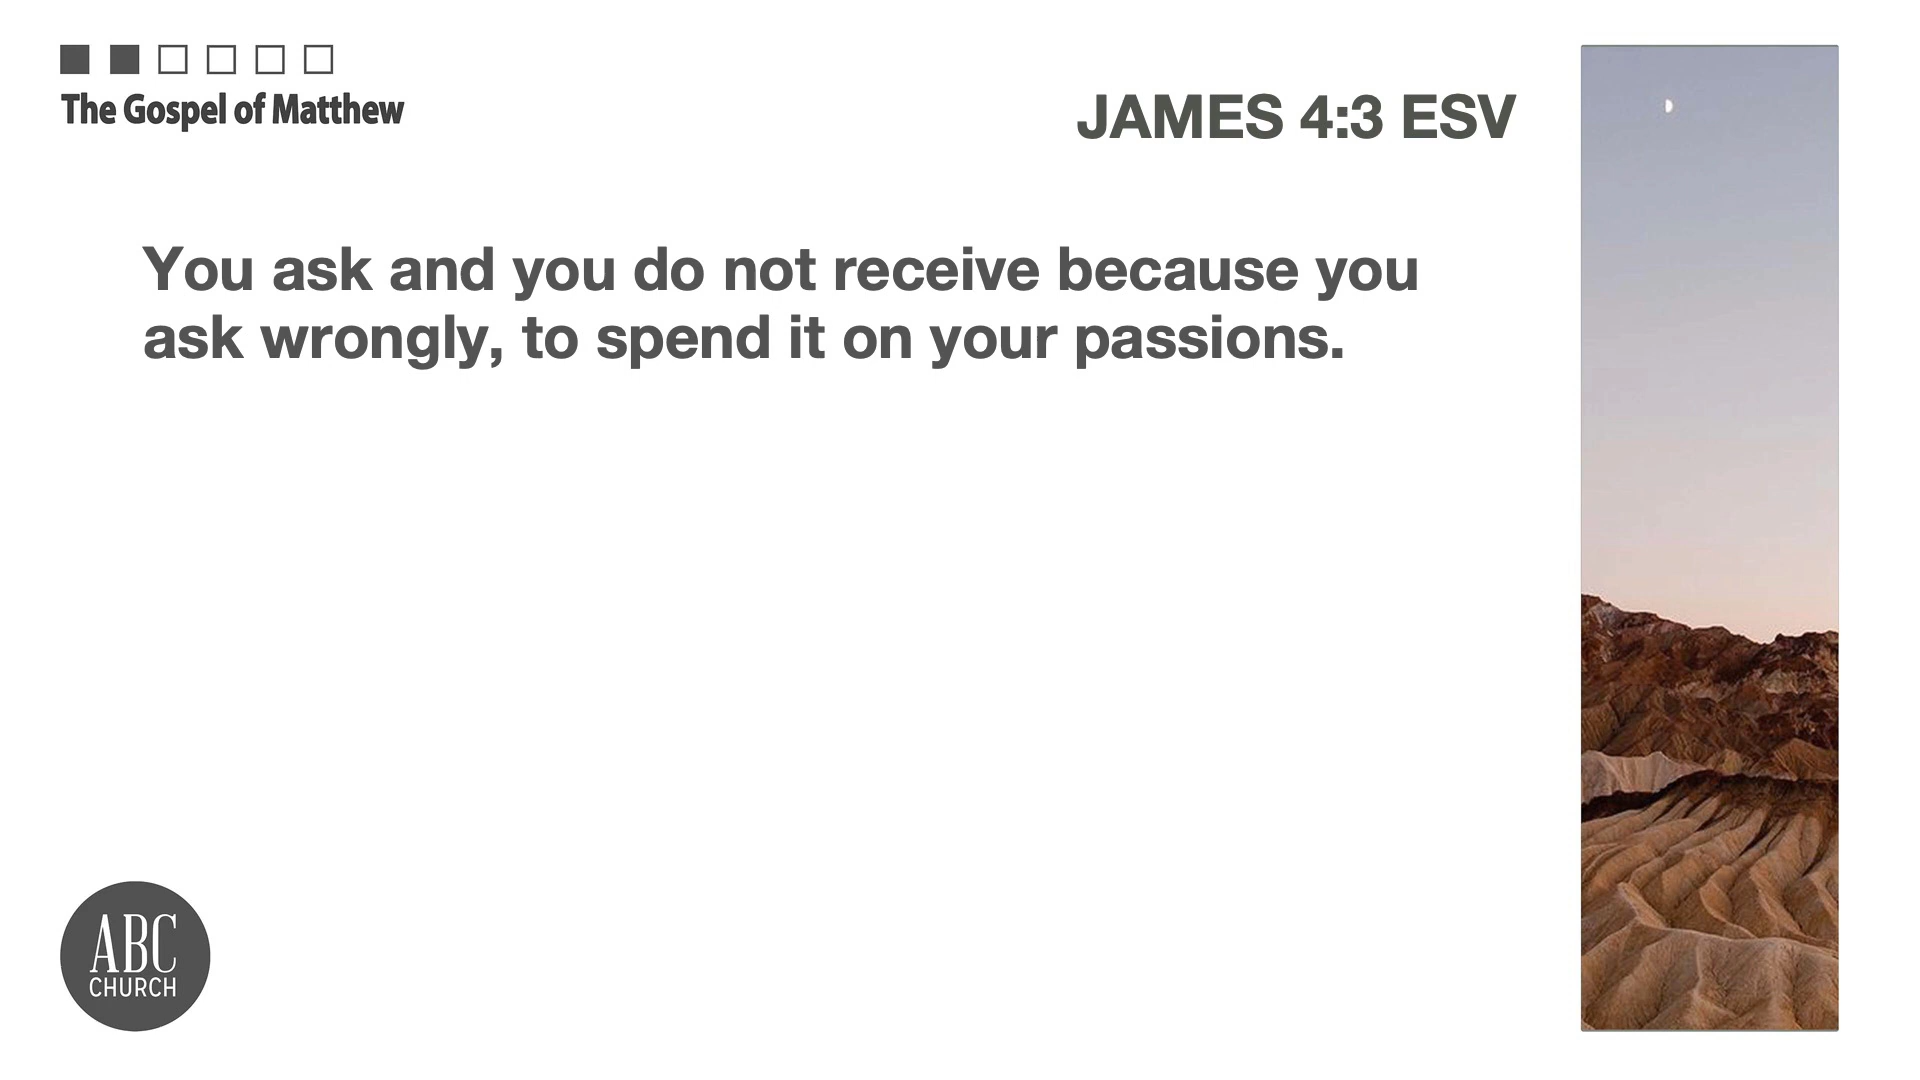 The Gospel of Matthew
JAMES 4:3 ESV
You ask and you do not receive because you
ask wrongly, to spend it on your passions.
ABC
CHURCH